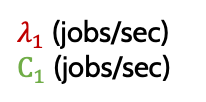 λ₁ (jobs/sec)
C₁ (jobs/sec)